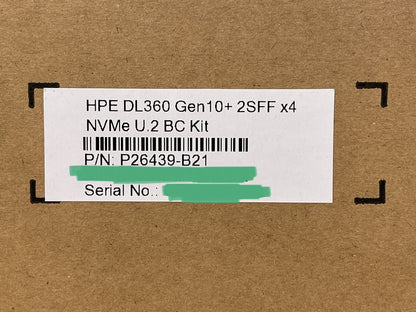 HPE DL360 Gen10+ 2SFF x4
NVMe U.2 BC Kit
P/N: P26439-B21
Serial No.: